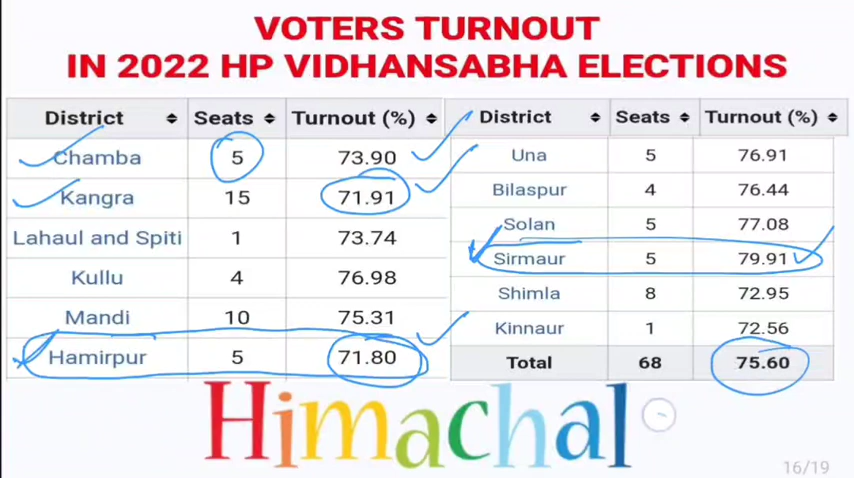 VOTERS TURNOUT
IN 2022 HP VIDHANSABHA ELECTIONS
District Seats Turnout (%)
Chamba 5 73.90
Kangra 15 71.91
Lahaul and Spiti 1 73.74
Kullu 4 76.98
Mandi 10 75.31
Hamirpur 5 71.80
District Seats Turnout (%)
Una 5 76.91
Bilaspur 4 76.44
Solan 5 77.08
Sirmaur 5 79.91
Shimla 8 72.95
Kinnaur 1 72.56
Total 68 75.60
Himachal
16/19